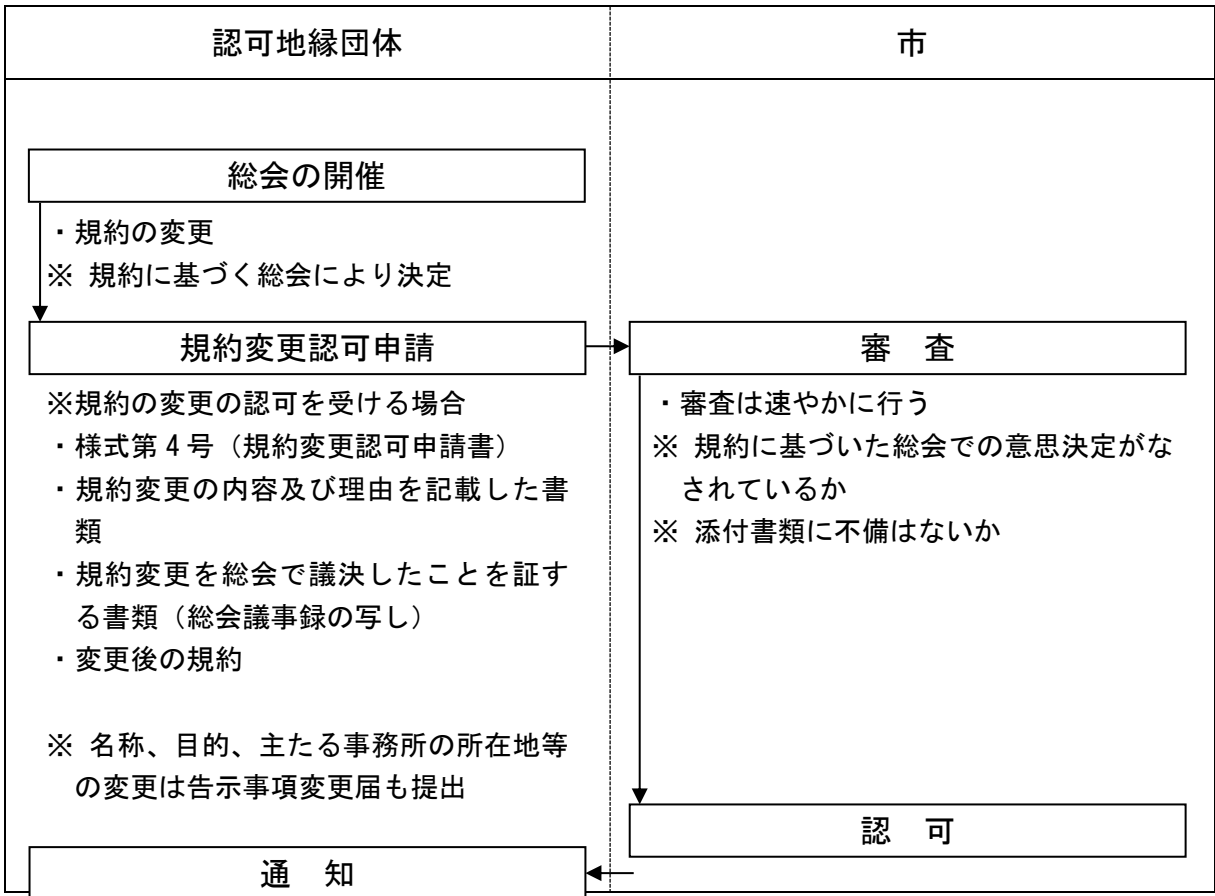 認可地縁団体
市
総会の開催
・規約の変更
※ 規約に基づく総会により決定
規約変更認可申請
※規約の変更の認可を受ける場合
・様式第４号（規約変更認可申請書）
・規約変更の内容及び理由を記載した書
類
・規約変更を総会で議決したことを証す
る書類（総会議事録の写し）
・変更後の規約
※ 名称、目的、主たる事務所の所在地等
の変更は告示事項変更届も提出
審　査
・審査は速やかに行う
※ 規約に基づいた総会での意思決定がな
されているか
※ 添付書類に不備はないか
認　可
通　知